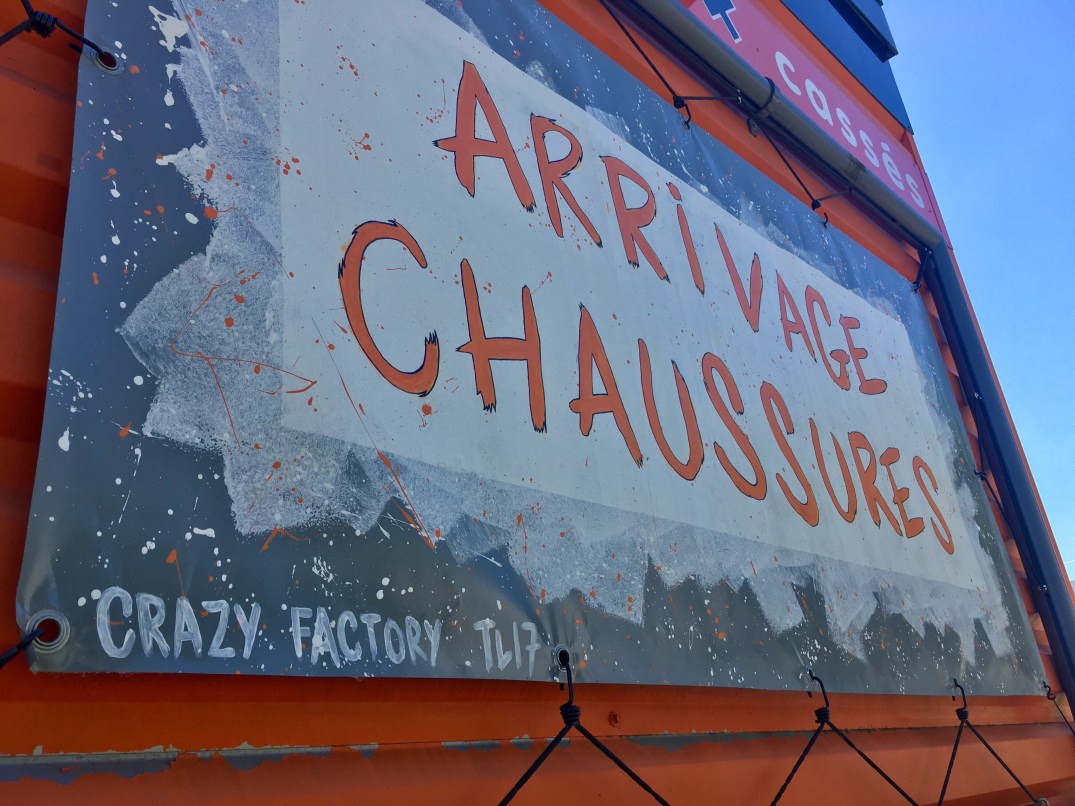 cassés
ARRiVAGE
CHAUSSURES
CRAZY FACTORY TL17